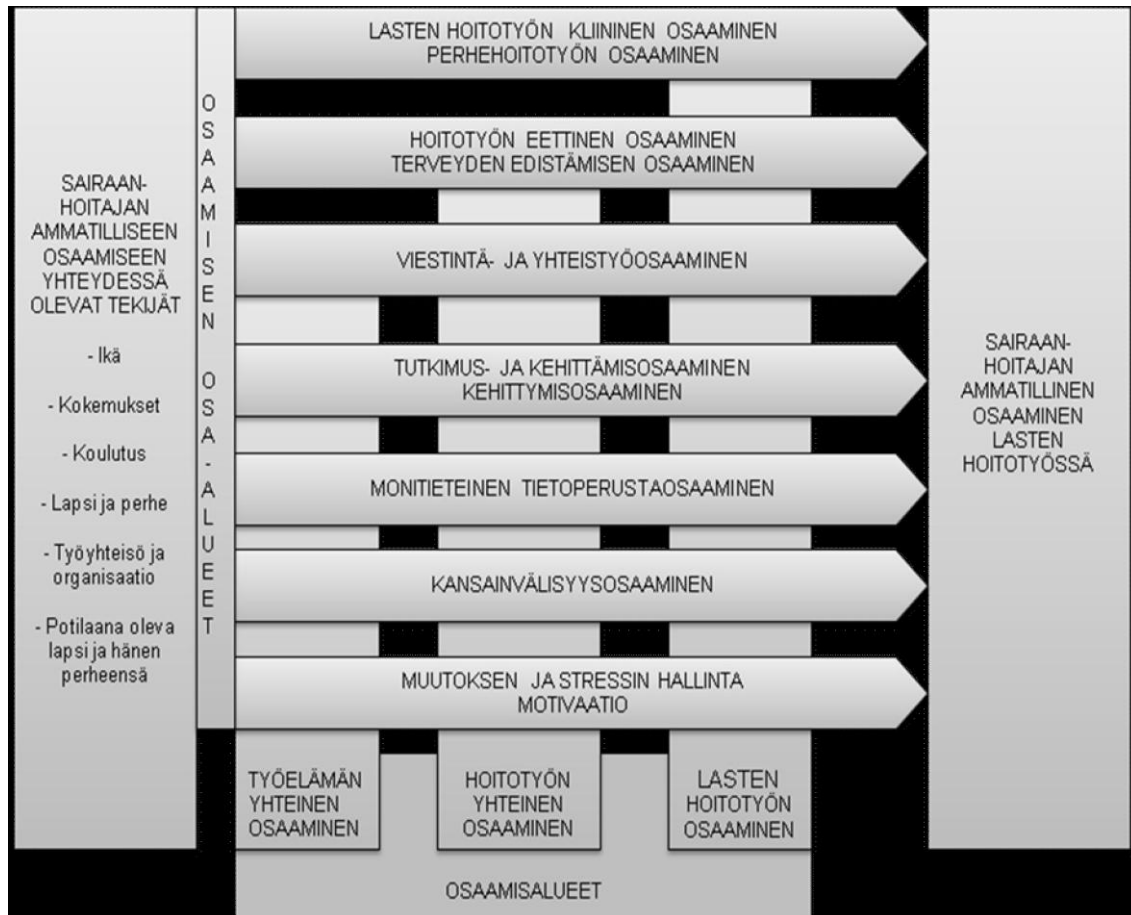 SAIRAAN-
HOITAJAN
AMMATILLISEEN
OSAAMISEEN
YHTEYDESSÄ
OLEVAT TEKIJÄT
- Ikä
- Kokemukset
- Koulutus
- Lapsi ja perhe
- Työyhteisö ja
organisaatio
- Potilaana oleva
lapsi ja hänen
perheensä
OSAAMISEN OSA-ALUEET
LASTEN HOITOTYÖN KLIININEN OSAAMINEN
PERHEHOITOTYÖN OSAAMINEN
HOITOTYÖN EETTINEN OSAAMINEN
TERVEYDEN EDISTÄMISEN OSAAMINEN
VIESTINTÄ- JA YHTEISTYÖOSAAMINEN
TUTKIMUS- JA KEHITTÄMISOSAAMINEN
KEHITTYMISOSAAMINEN
MONITIETEINEN TIETOPERUSTAOSAAMINEN
KANSAINVÄLISYYSOSAAMINEN
MUUTOKSEN JA STRESSIN HALLINTA
MOTIVAATIO
TYÖELÄMÄN
YHTEINEN
OSAAMINEN
HOITOTYÖN
YHTEINEN
OSAAMINEN
LASTEN
HOITOTYÖN
OSAAMINEN
OSAAMISALUEET
SAIRAAN-
HOITAJAN
AMMATILLINEN
OSAAMINEN
LASTEN
HOITOTYÖSSÄ